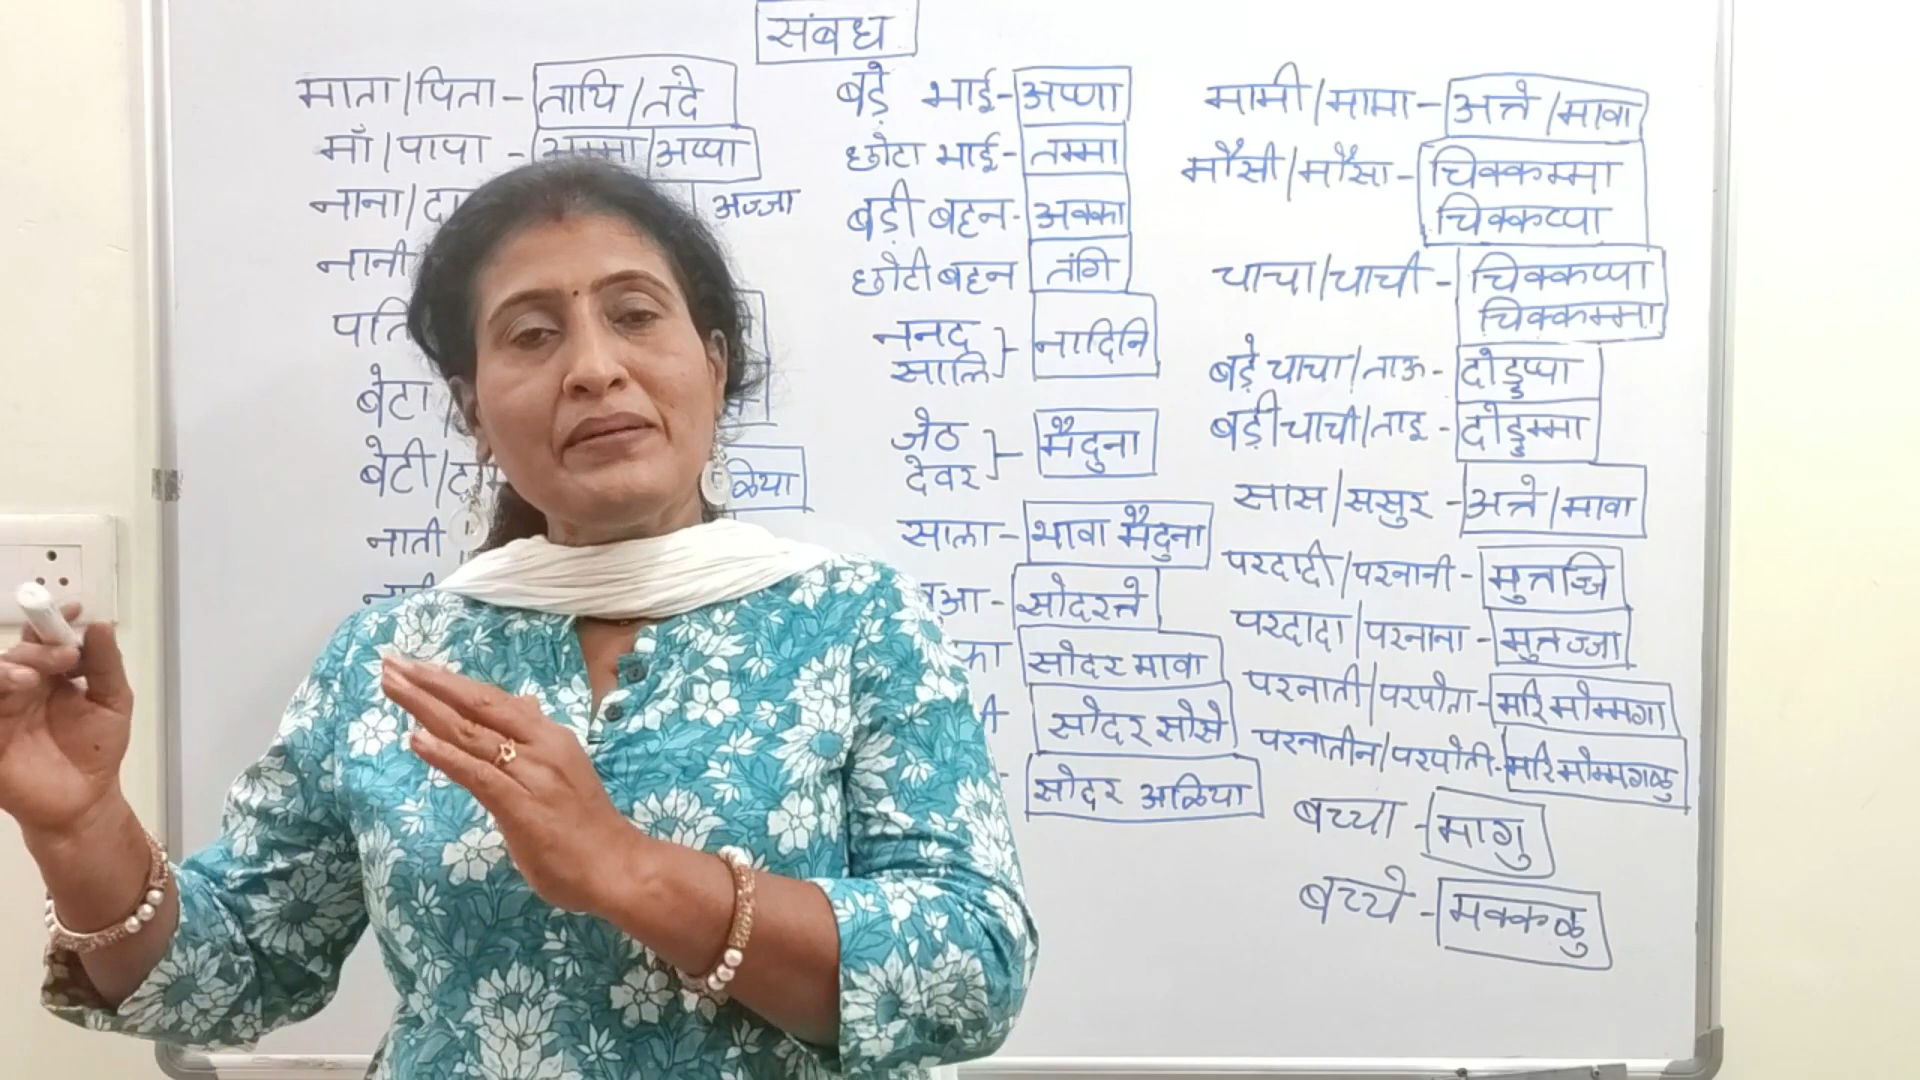 संबध
माता/पिता- तायि/तंदे
माँ/पापा - अम्मा/अप्पा
नाना/ अज्जा
नानी
पति
बेटा
बेटी/ ळिया
नाती
बड़े भाई- अण्णा
छोटा भाई- तम्मा
बड़ी बहन- अक्का
छोटी बहन तंगि
ननद
सालि } नादिनि
जेठ
देवर } मैदुना
साला- भावा मैदुना
सोदरत्ते
सोदर मावा
सोदर सोसे
सोदर अळिया
मामी/मामा- अत्ते/मावा
मौसी/मौसा- चिक्कम्मा
चिक्कप्पा
चाचा/चाची- चिक्कप्पा
चिक्कम्मा
बड़े चाचा/ताऊ- दोड्डप्पा
बड़ी चाची/ताइ- दोड्डम्मा
सास/ससुर- अत्ते/मावा
परदादी/परनानी- मुत्तज्जि
परदादा/परनाना- मुत्तज्जा
परनाती/परपोता- मरिमोम्मगा
परनातीन/परपोती- मरिमोम्मगळु
बच्चा - मागु
बच्चे - मक्कळु